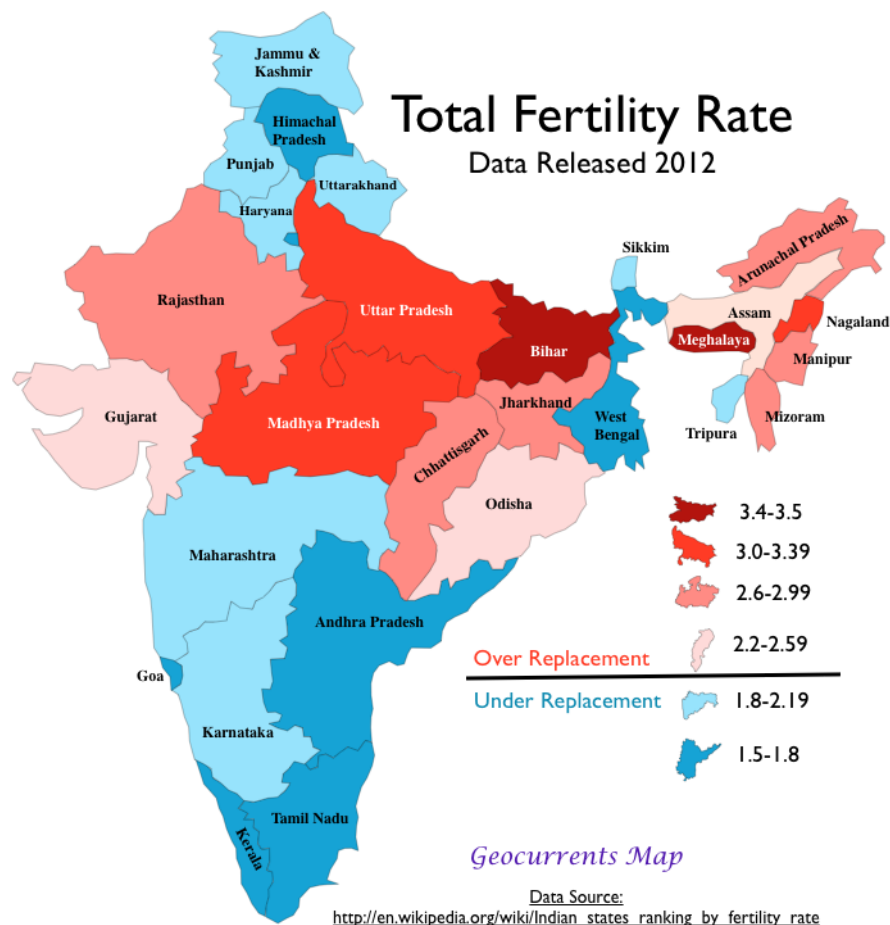 Total Fertility Rate
Data Released 2012
Jammu &
Kashmir
Himachal
Pradesh
Punjab
Uttarakhand
Haryana
Sikkim
Arunachal Pradesh
Rajasthan
Uttar Pradesh
Assam
Nagaland
Bihar
Meghalaya
Manipur
Gujarat
Madhya Pradesh
Jharkhand
West
Bengal
Tripura
Mizoram
Chhattisgarh
Odisha
Maharashtra
Andhra Pradesh
Goa
Karnataka
Tamil Nadu
Kerala
3.4-3.5
3.0-3.39
2.6-2.99
2.2-2.59
Over Replacement
Under Replacement
1.8-2.19
1.5-1.8
Geocurrents Map
Data Source:
http://en.wikipedia.org/wiki/Indian_states_ranking_by_fertility_rate